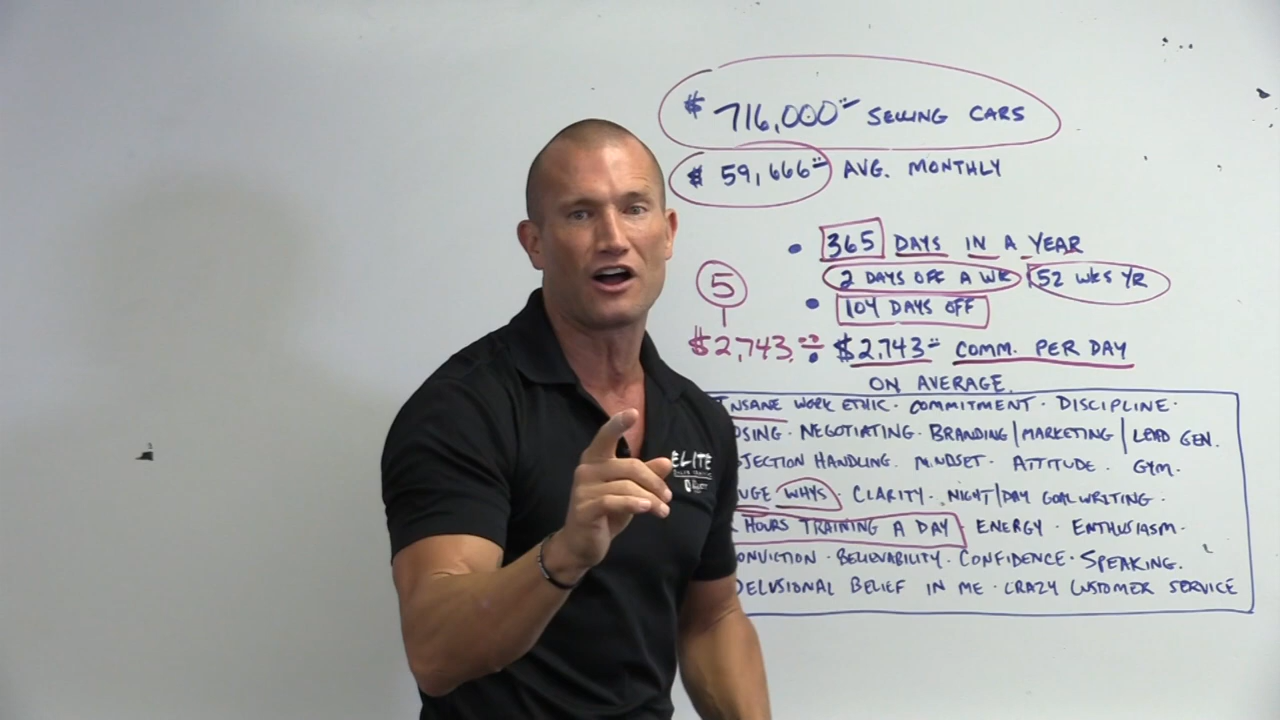 $ 716,000 SELLING CARS
$ 59,666 AVG. MONTHLY
• 365 DAYS IN A YEAR
2 DAYS OFF A WK 52 WKS YR
5
• 104 DAYS OFF
$2,743 ÷ $2,743 COMM. PER DAY
ON AVERAGE.
INSANE WORK ETHIC · COMMITMENT · DISCIPLINE ·
NEGOTIATING · BRANDING/MARKETING/LEAD GEN.
HANDLING. MINDSET · ATTITUDE · GYM ·
WHYS · CLARITY · NIGHT/DAY GOALWRITING ·
HOURS TRAINING A DAY · ENERGY · ENTHUSIASM ·
CONVICTION · BELIEVABILITY · CONFIDENCE · SPEAKING.
DELUSIONAL BELIEF IN ME · CRAZY CUSTOMER SERVICE
ELITE